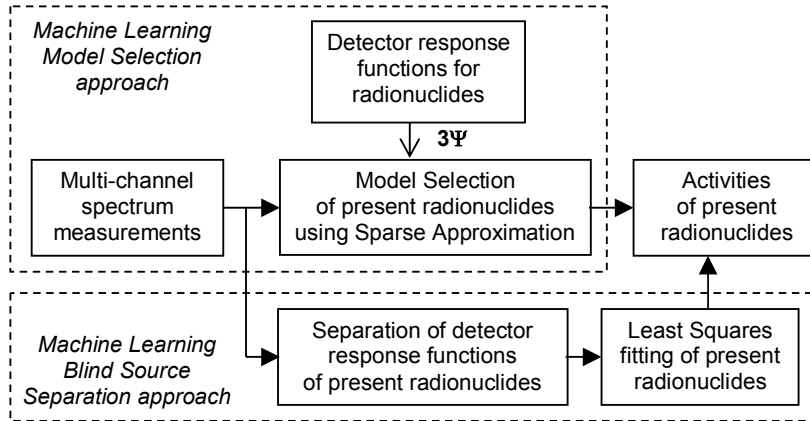 Machine Learning
Model Selection
approach
Detector response
functions for
radionuclides
3Ψ
Multi-channel
spectrum
measurements
Model Selection
of present radionuclides
using Sparse Approximation
Activities
of present
radionuclides
Machine Learning
Blind Source
Separation approach
Separation of detector
response functions
of present radionuclides
Least Squares
fitting of present
radionuclides